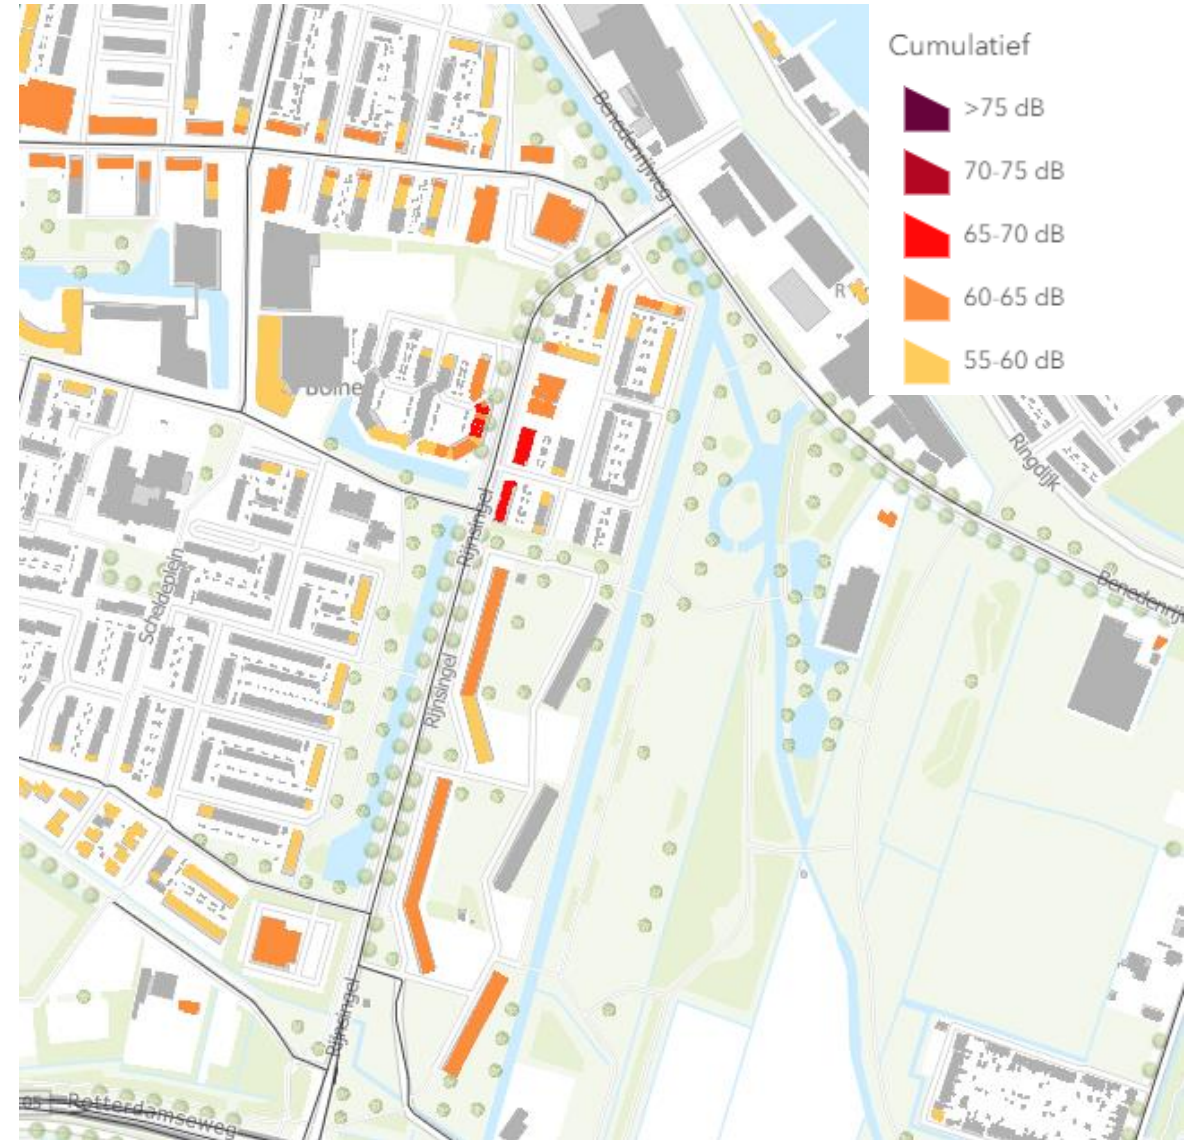 Cumulatief
>75 dB
70-75 dB
65-70 dB
60-65 dB
55-60 dB
Benedenrijweg
Ringdijk
Rijnsingel
Scheldeplein
Rijnsingel
Rijnsingel
Rotterdamseweg